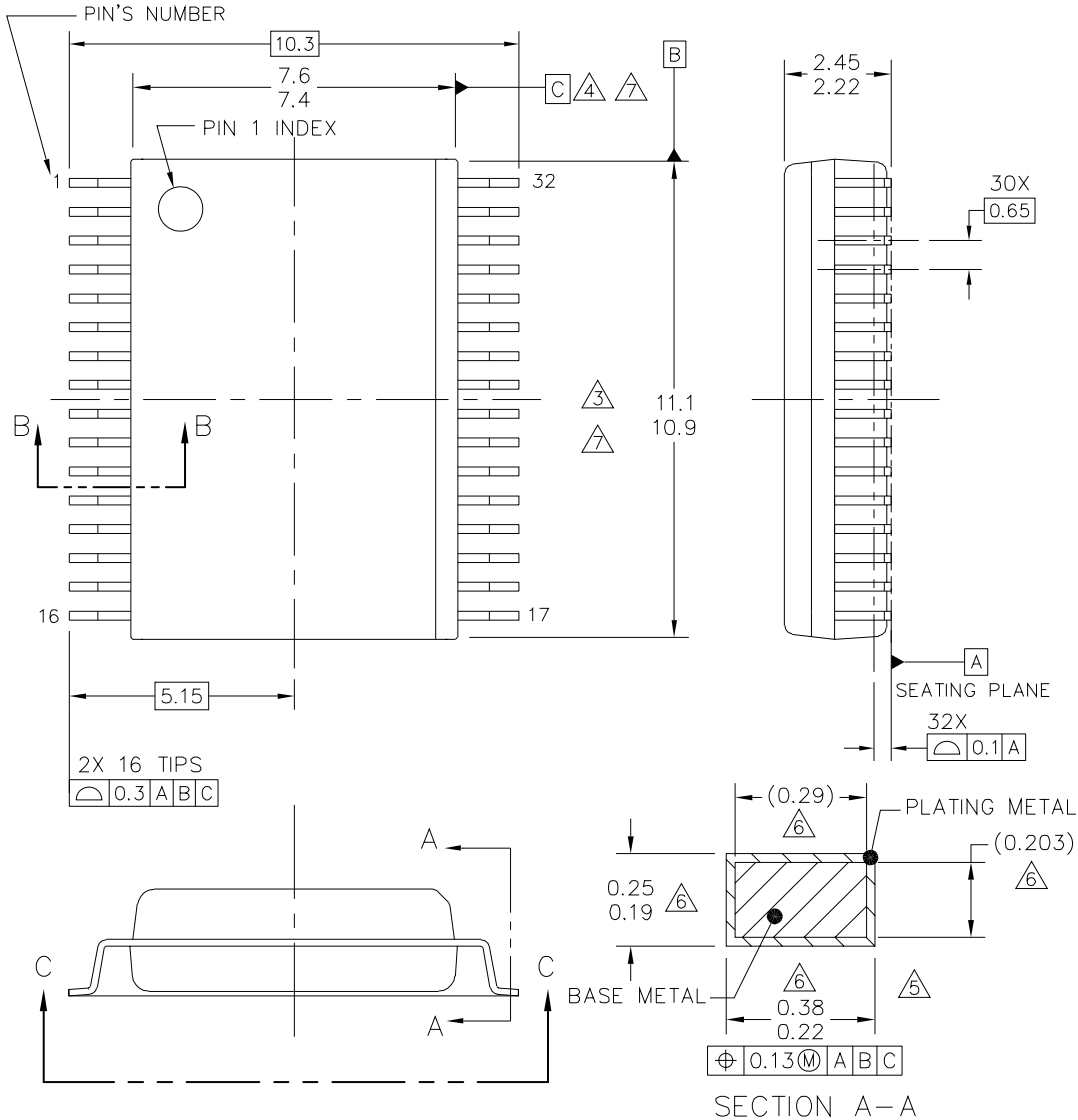 PIN'S NUMBER
10.3
7.6
7.4
C 4 7
B
2.45
2.22
PIN 1 INDEX
1
32
30X
0.65
B B
3
7
11.1
10.9
16
17
A
SEATING PLANE
5.15
32X
⌓ 0.1 A
2X 16 TIPS
⌓ 0.3 A B C
(0.29)
6
PLATING METAL
(0.203)
6
0.25
0.19
6
A
C C
A
BASE METAL
6
5
0.38
0.22
⌖ 0.13 Ⓜ A B C
SECTION A-A